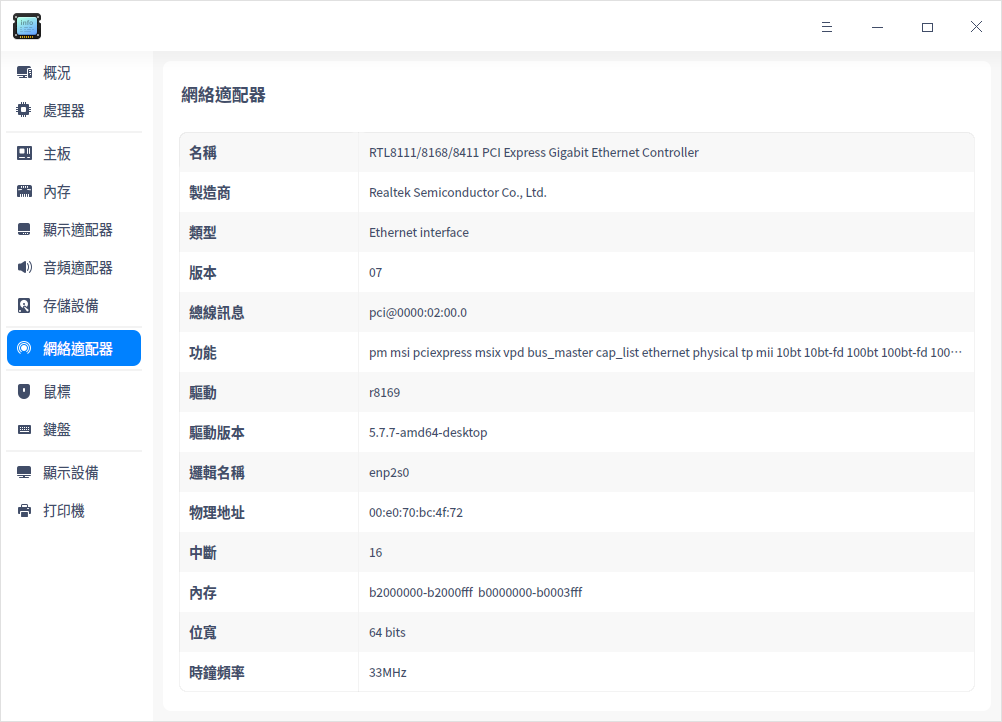 info
概況
處理器
主板
內存
顯示適配器
音頻適配器
存儲設備
網絡適配器
鼠標
鍵盤
顯示設備
打印機
網絡適配器
名稱 RTL8111/8168/8411 PCI Express Gigabit Ethernet Controller
製造商 Realtek Semiconductor Co., Ltd.
類型 Ethernet interface
版本 07
總線訊息 pci@0000:02:00.0
功能 pm msi pciexpress msix vpd bus_master cap_list ethernet physical tp mii 10bt 10bt-fd 100bt 100bt-fd 100⋯
驅動 r8169
驅動版本 5.7.7-amd64-desktop
邏輯名稱 enp2s0
物理地址 00:e0:70:bc:4f:72
中斷 16
內存 b2000000-b2000fff b0000000-b0003fff
位寬 64 bits
時鐘頻率 33MHz